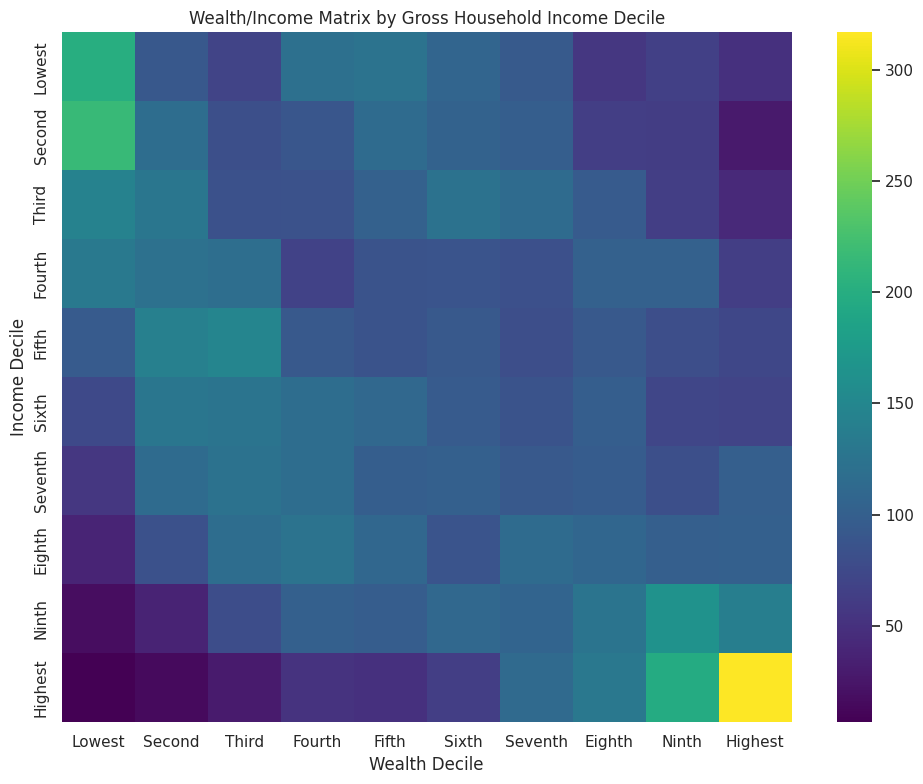 Wealth/Income Matrix by Gross Household Income Decile
Income Decile
Lowest
Second
Third
Fourth
Fifth
Sixth
Seventh
Eighth
Ninth
Highest
Lowest Second Third Fourth Fifth Sixth Seventh Eighth Ninth Highest
Wealth Decile
300
250
200
150
100
50